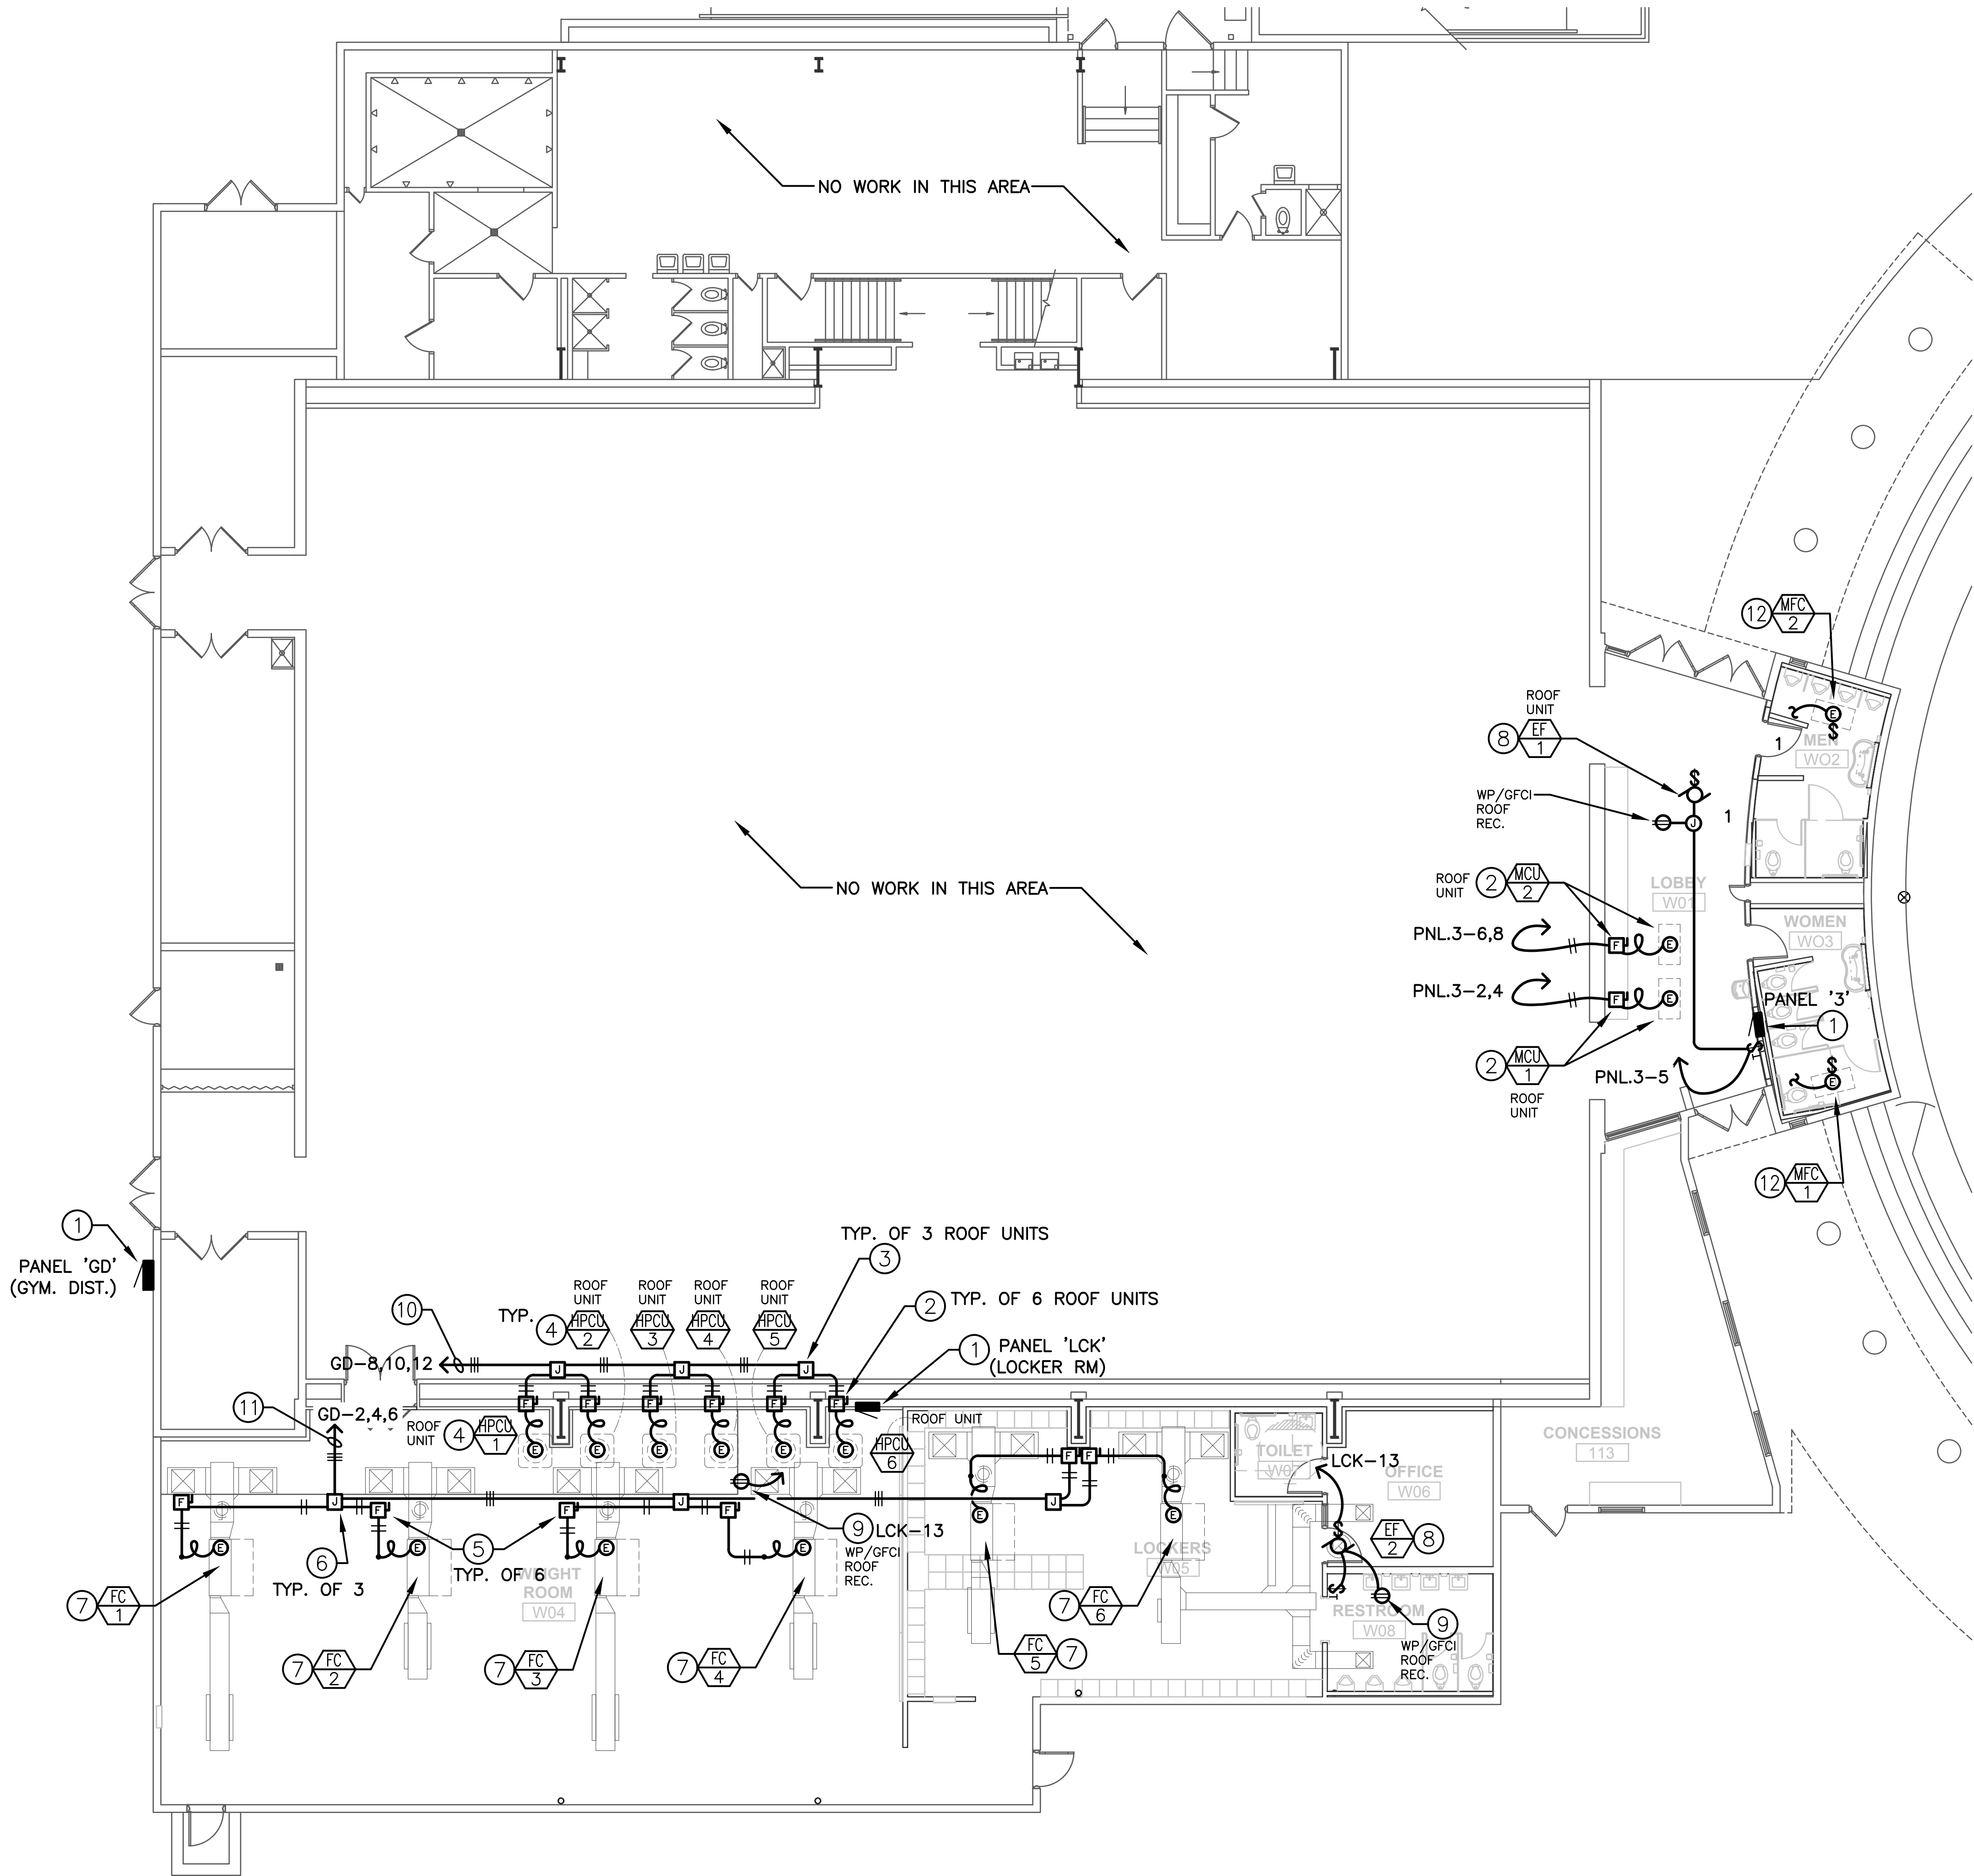 NO WORK IN THIS AREA
12
MFC
2
ROOF
UNIT
8
EF
1
MEN
WO2
1
WP/GFCI
ROOF
REC.
J
1
E
$
$
NO WORK IN THIS AREA
ROOF
UNIT
2
MCU
2
LOBBY
W01
WOMEN
WO3
PNL.3-6,8
F
E
PNL.3-2,4
F
E
PANEL '3'
1
2
MCU
1
ROOF
UNIT
PNL.3-5
$
E
12
MFC
1
1
PANEL 'GD'
(GYM. DIST.)
TYP. OF 3 ROOF UNITS
3
ROOF
UNIT
ROOF
UNIT
ROOF
UNIT
ROOF
UNIT
10
TYP.
4
HPCU
2
HPCU
3
HPCU
4
HPCU
5
2
TYP. OF 6 ROOF UNITS
1
PANEL 'LCK'
(LOCKER RM)
GD-8,10,12
J
J
J
11
GD-2,4,6
F
F
F
F
F
F
ROOF
UNIT
4
HPCU
1
E
E
E
E
E
E
HPCU
6
ROOF UNIT
CONCESSIONS
113
TOILET
W07
LCK-13
OFFICE
W06
F
F
F
J
F
F
J
F
J
9
LCK-13
WP/GFCI
ROOF
REC.
6
TYP. OF 3
5
TYP. OF 6
E
E
E
E
E
E
LOCKERS
W05
$
EF
2
8
WEIGHT
ROOM
W04
7
FC
1
7
FC
2
7
FC
3
7
FC
4
FC
5
7
7
FC
6
RESTROOM
W08
9
WP/GFCI
ROOF
REC.